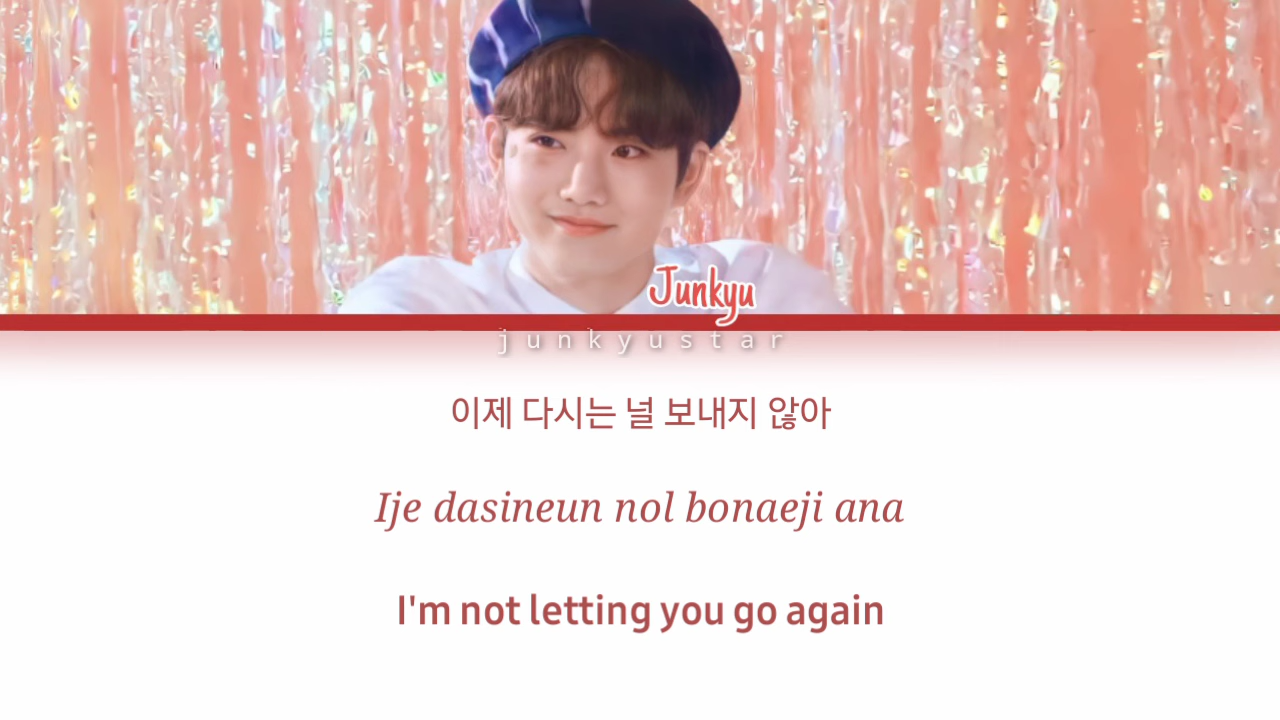 Junkyu
junkyustar
이제 다시는 널 보내지 않아
Ije dasineun nol bonaeji ana
I'm not letting you go again